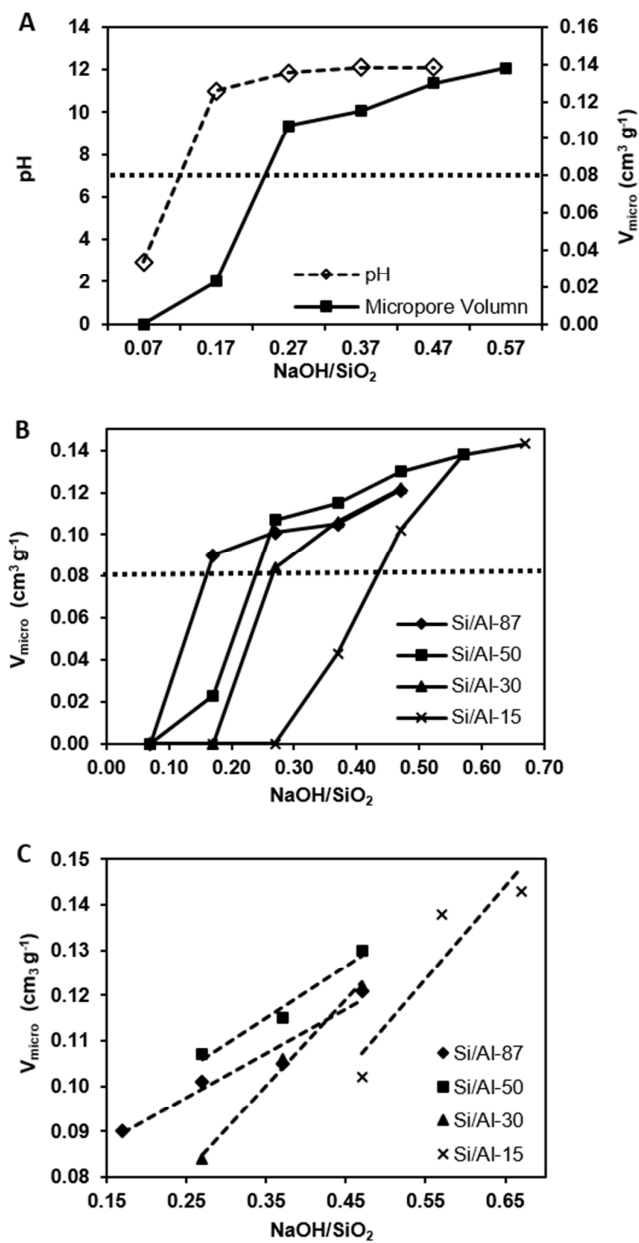 A
14
12
10
8
6
4
2
0
pH
0.16
0.14
0.12
0.10
0.08
0.06
0.04
0.02
0.00
Vmicro (cm³ g⁻¹)
pH
Micropore Volumn
0.07 0.17 0.27 0.37 0.47 0.57
NaOH/SiO₂
B
0.14
0.12
0.10
0.08
0.06
0.04
0.02
0.00
Vmicro (cm³ g⁻¹)
Si/Al-87
Si/Al-50
Si/Al-30
Si/Al-15
0.00 0.10 0.20 0.30 0.40 0.50 0.60 0.70
NaOH/SiO₂
C
0.15
0.14
0.13
0.12
0.11
0.10
0.09
0.08
Vmicro (cm₃ g⁻¹)
Si/Al-87
Si/Al-50
Si/Al-30
Si/Al-15
0.15 0.25 0.35 0.45 0.55 0.65
NaOH/SiO₂